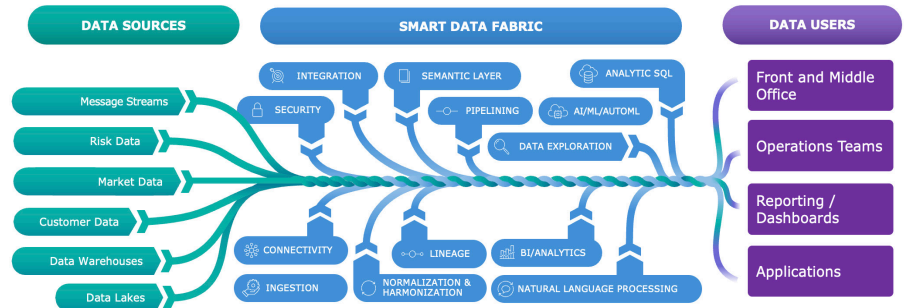 DATA SOURCES
SMART DATA FABRIC
DATA USERS
Message Streams
Risk Data
Market Data
Customer Data
Data Warehouses
Data Lakes
INTEGRATION
SEMANTIC LAYER
ANALYTIC SQL
SECURITY
PIPELINING
AI/ML/AUTOML
DATA EXPLORATION
CONNECTIVITY
LINEAGE
BI/ANALYTICS
INGESTION
NORMALIZATION &
HARMONIZATION
NATURAL LANGUAGE PROCESSING
Front and Middle
Office
Operations Teams
Reporting /
Dashboards
Applications